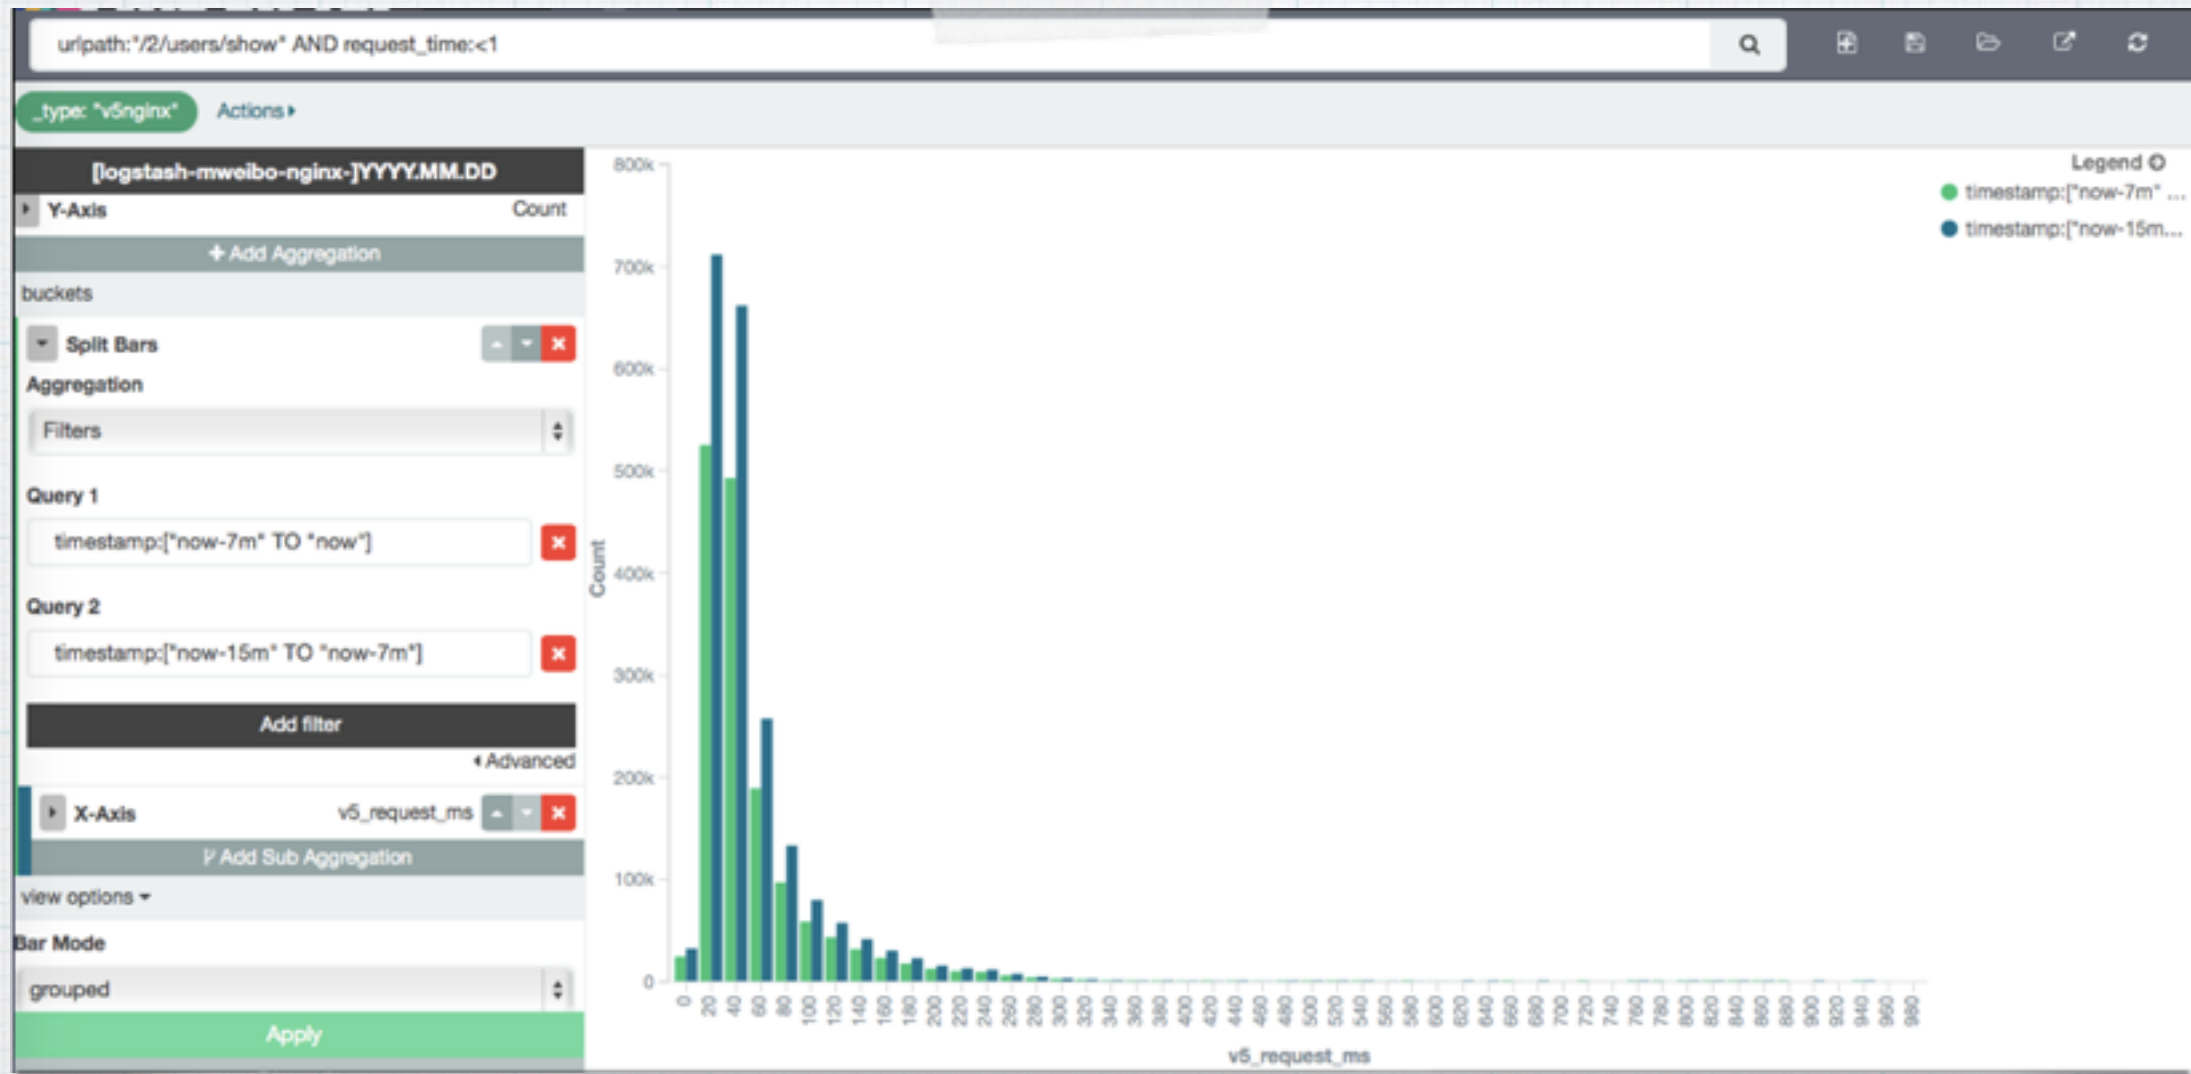 urlpath:"/2/users/show" AND request_time:<1
_type: "v5nginx"
Actions
[logstash-mweibo-nginx-]YYYY.MM.DD
Y-Axis Count
+ Add Aggregation
buckets
Split Bars
Aggregation
Filters
Query 1
timestamp:["now-7m" TO "now"]
Query 2
timestamp:["now-15m" TO "now-7m"]
Add filter
Advanced
X-Axis v5_request_ms
Add Sub Aggregation
view options
Bar Mode
grouped
Apply
800k
700k
600k
500k
400k
300k
200k
100k
0
Count
0 20 40 60 80 100 120 140 160 180 200 220 240 260 280 300 320 340 360 380 400 420 440 460 480 500 520 540 560 580 600 620 640 660 680 700 720 740 760 780 800 820 840 860 880 900 920 940 960 980
v5_request_ms
Legend
timestamp:["now-7m" ...
timestamp:["now-15m...